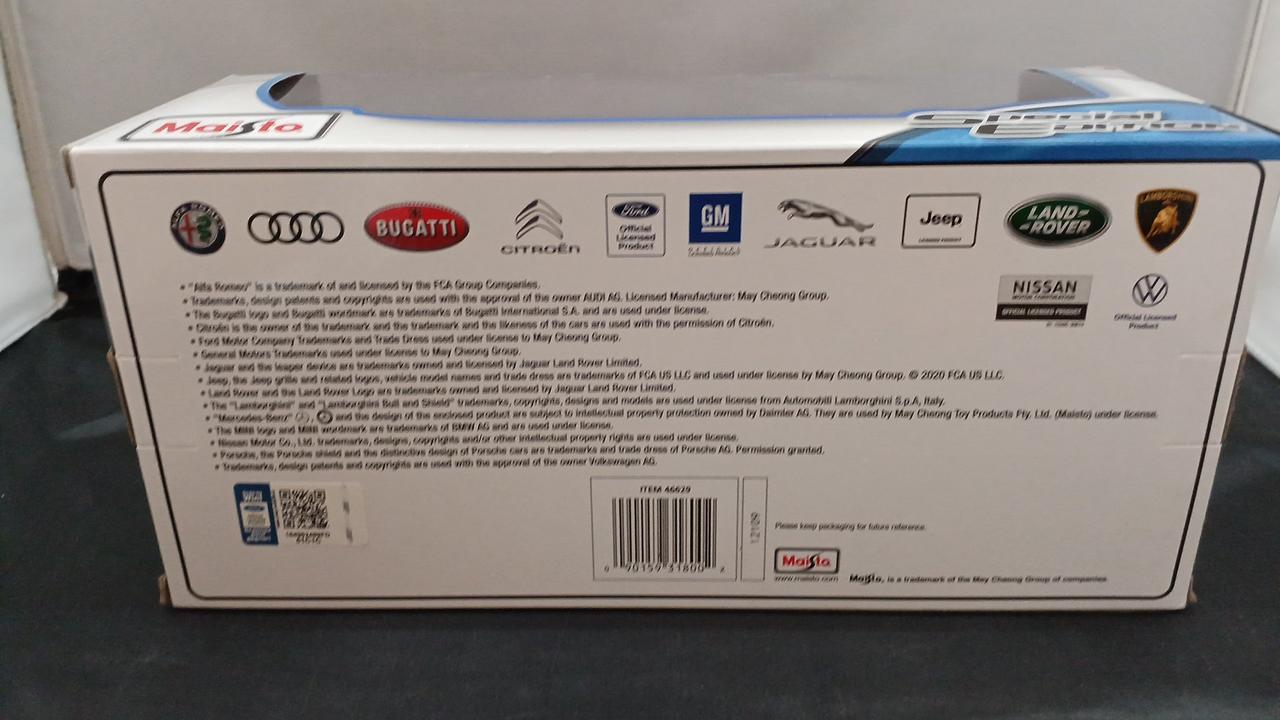 Maisto
Special
Edition
ALFA ROMEO
BUGATTI
CITROËN
Ford
Official
Licensed
Product
GM
OFFICIAL
LICENSED PRODUCT
JAGUAR
Jeep
LICENSED PRODUCT
LAND-
ROVER
LAMBORGHINI
NISSAN
MOTOR CORPORATION
OFFICIAL LICENSED PRODUCT
Official Licensed
Product
• "Alfa Romeo" is a trademark of and licensed by the FCA Group Companies.
• Trademarks, design patents and copyrights are used with the approval of the owner AUDI AG. Licensed Manufacturer: May Cheong Group.
• The Bugatti logo and Bugatti wordmark are trademarks of Bugatti International S.A. and are used under license.
• Citroën is the owner of the trademark and the trademark and the likeness of the cars are used with the permission of Citroën.
• Ford Motor Company Trademarks and Trade Dress used under license to May Cheong Group.
• General Motors Trademarks used under license to May Cheong Group.
• Jaguar and the leaper device are trademarks owned and licensed by Jaguar Land Rover Limited.
• Jeep, the Jeep grille and related logos, vehicle model names and trade dress are trademarks of FCA US LLC and used under license by May Cheong Group. © 2020 FCA US LLC.
• Land Rover and the Land Rover Logo are trademarks owned and licensed by Jaguar Land Rover Limited.
• The "Lamborghini" and "Lamborghini Bull and Shield" trademarks, copyrights, designs and models are used under license from Automobili Lamborghini S.p.A, Italy.
• "Mercedes-Benz" , and the design of the enclosed product are subject to intellectual property protection owned by Daimler AG. They are used by May Cheong Toy Products Fty. Ltd. (Maisto) under license.
• The MINI logo and MINI wordmark are trademarks of BMW AG and are used under license.
• Nissan Motor Co., Ltd. trademarks, designs, copyrights and/or other intellectual property rights are used under license.
• Porsche, the Porsche shield and the distinctive design of Porsche cars are trademarks and trade dress of Porsche AG. Permission granted.
• Trademarks, design patents and copyrights are used with the approval of the owner Volkswagen AG.
ITEM 46629
0 90159 31800 2
Please keep packaging for future reference.
Maisto
www.maisto.com
Maisto, is a trademark of the May Cheong Group of companies.